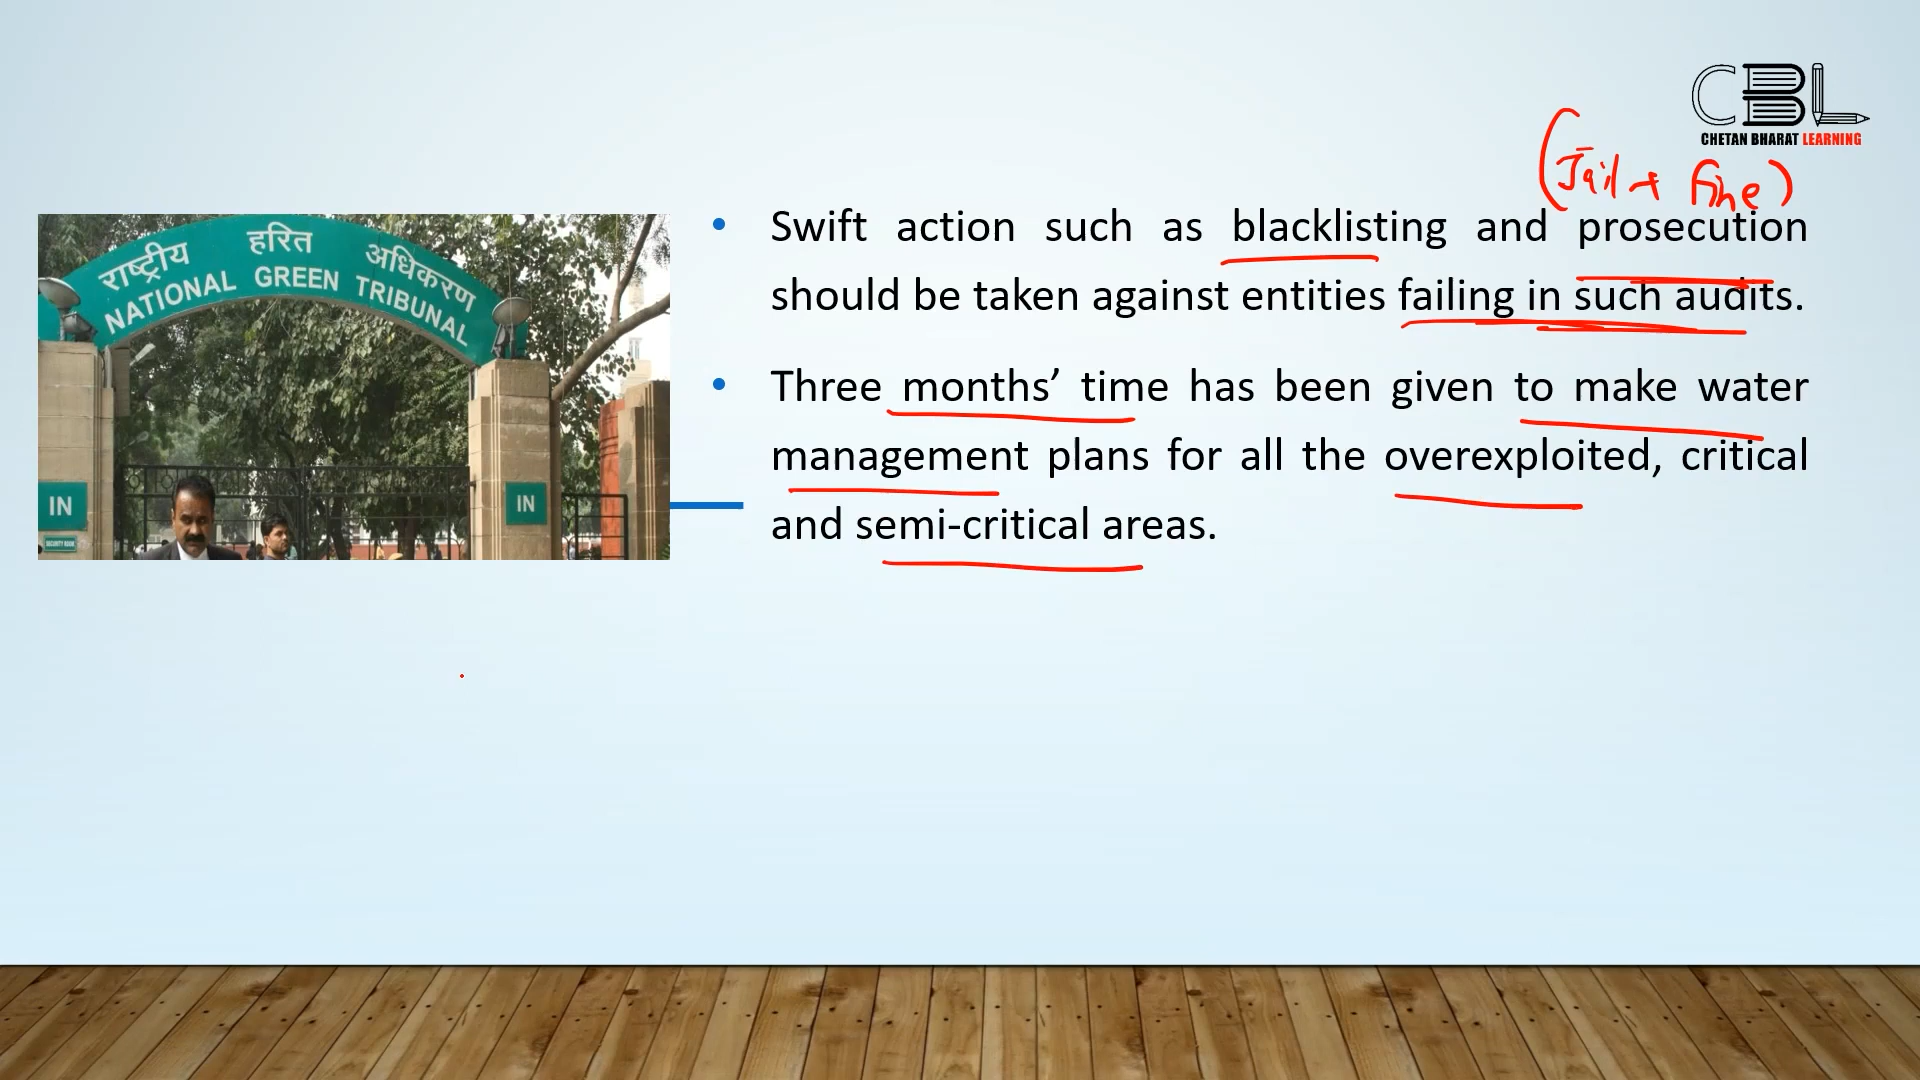 CBL
CHETAN BHARAT LEARNING
(Jail + Fine)
राष्ट्रीय हरित अधिकरण
NATIONAL GREEN TRIBUNAL
IN
IN
• Swift action such as blacklisting and prosecution
should be taken against entities failing in such audits.
• Three months’ time has been given to make water
management plans for all the overexploited, critical
and semi-critical areas.